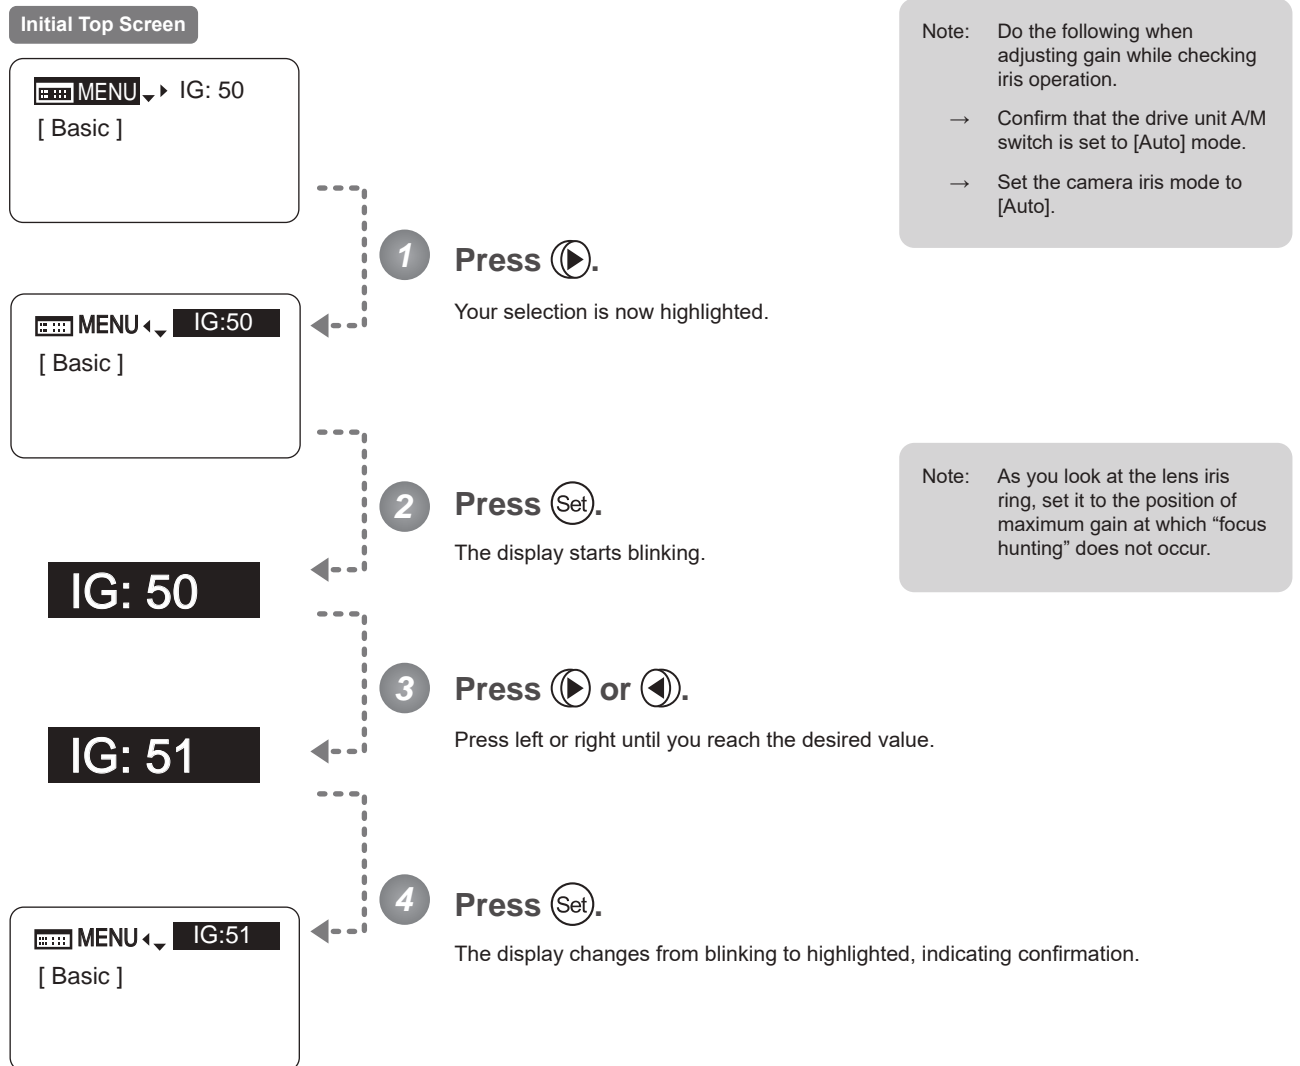 Initial Top Screen
MENU IG: 50
[ Basic ]
Note: Do the following when
adjusting gain while checking
iris operation.
→ Confirm that the drive unit A/M
switch is set to [Auto] mode.
→ Set the camera iris mode to
[Auto].
1 Press .
Your selection is now highlighted.
MENU IG:50
[ Basic ]
2 Press Set.
The display starts blinking.
Note: As you look at the lens iris
ring, set it to the position of
maximum gain at which “focus
hunting” does not occur.
IG: 50
3 Press or .
Press left or right until you reach the desired value.
IG: 51
4 Press Set.
The display changes from blinking to highlighted, indicating confirmation.
MENU IG:51
[ Basic ]